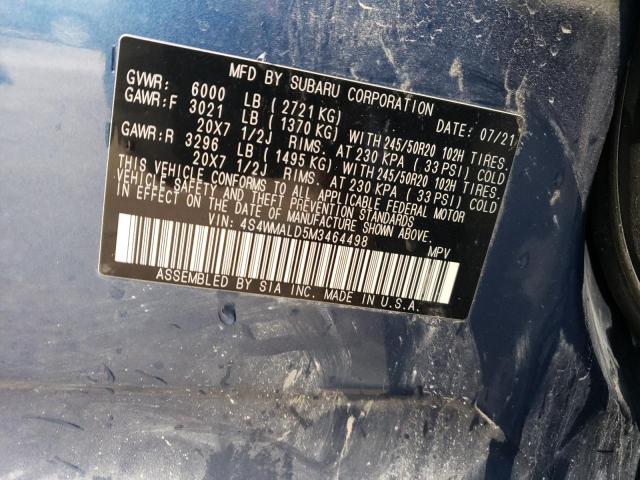 MFD BY SUBARU CORPORATION DATE: 07/21
GVWR: 6000 LB (2721 KG)
GAWR:F 3021 LB (1370 KG) WITH 245/50R20 102H TIRES,
20X7 1/2J RIMS, AT 230 KPA (33 PSI) COLD
GAWR:R 3296 LB (1495 KG) WITH 245/50R20 102H TIRES,
20X7 1/2J RIMS, AT 230 KPA (33 PSI) COLD
THIS VEHICLE CONFORMS TO ALL APPLICABLE FEDERAL MOTOR
VEHICLE SAFETY AND THEFT PREVENTION STANDARDS
IN EFFECT ON THE DATE OF MANUFACTURE SHOWN ABOVE.
VIN: 4S4WMALD5M3464498 MPV
ASSEMBLED BY SIA INC. MADE IN U.S.A.